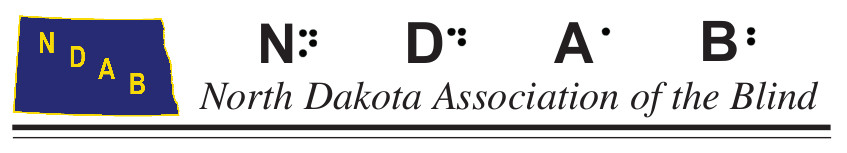 N D A B
N⠝ D⠙ A⠁ B⠃
North Dakota Association of the Blind